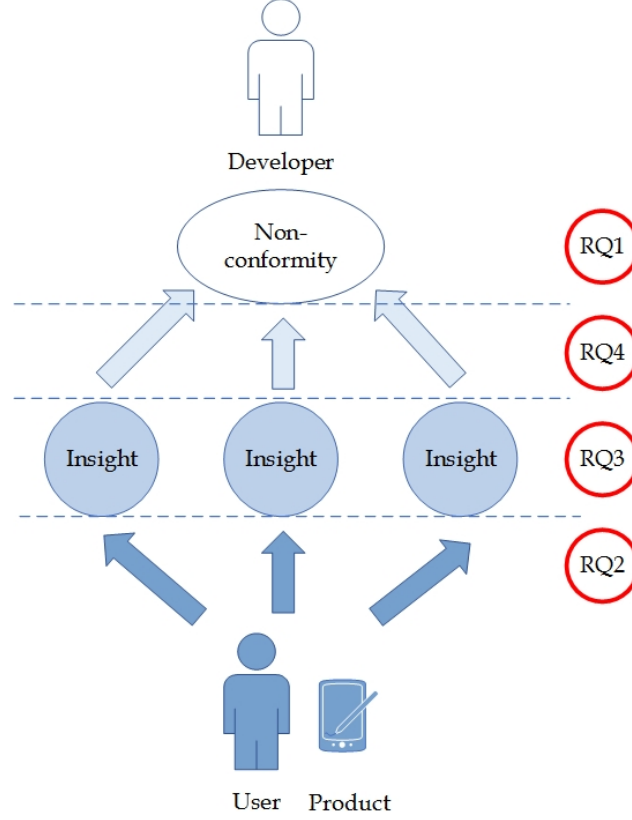 Developer
Non-
conformity
RQ1
RQ4
Insight
Insight
Insight
RQ3
RQ2
User
Product